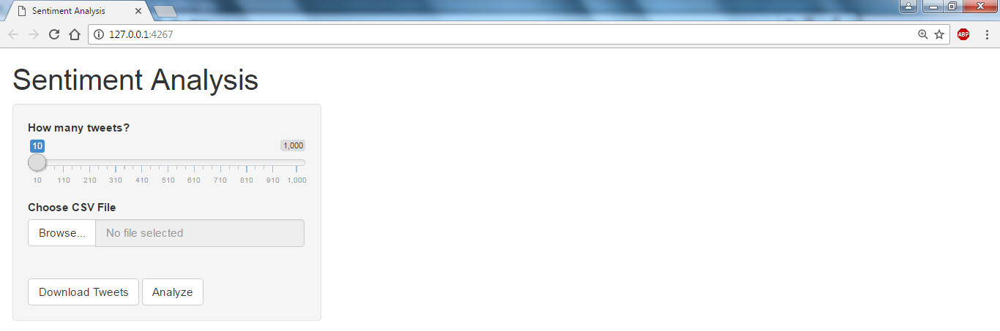 Sentiment Analysis
127.0.0.1:4267
ABP
Sentiment Analysis
How many tweets?
10 1,000
10 110 210 310 410 510 610 710 810 910 1,000
Choose CSV File
Browse... No file selected
Download Tweets Analyze